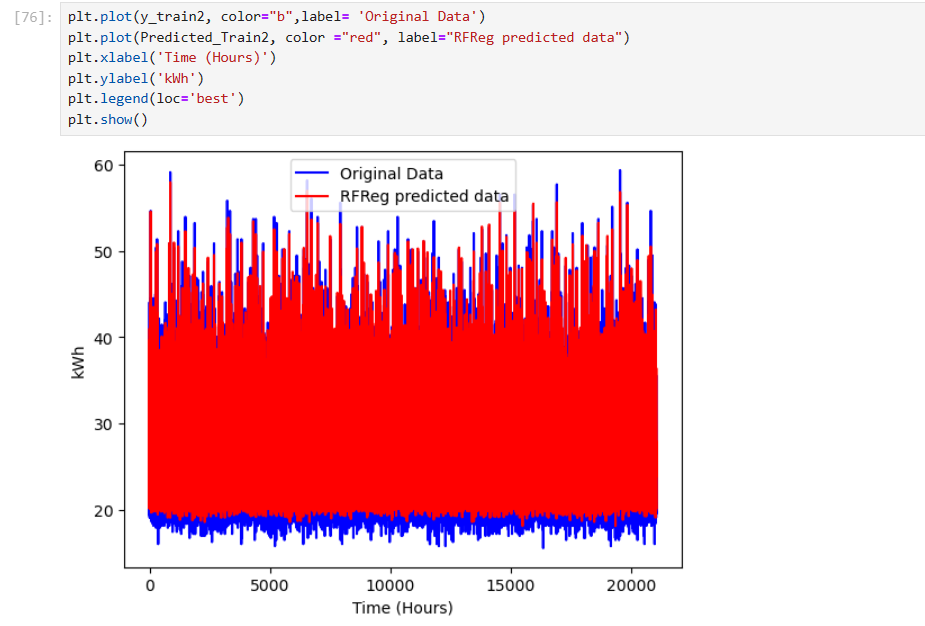 [76]:
plt.plot(y_train2, color="b",label= 'Original Data')
plt.plot(Predicted_Train2, color ="red", label="RFReg predicted data")
plt.xlabel('Time (Hours)')
plt.ylabel('kWh')
plt.legend(loc='best')
plt.show()
Original Data
RFReg predicted data
60
50
40
30
20
kWh
0 5000 10000 15000 20000
Time (Hours)